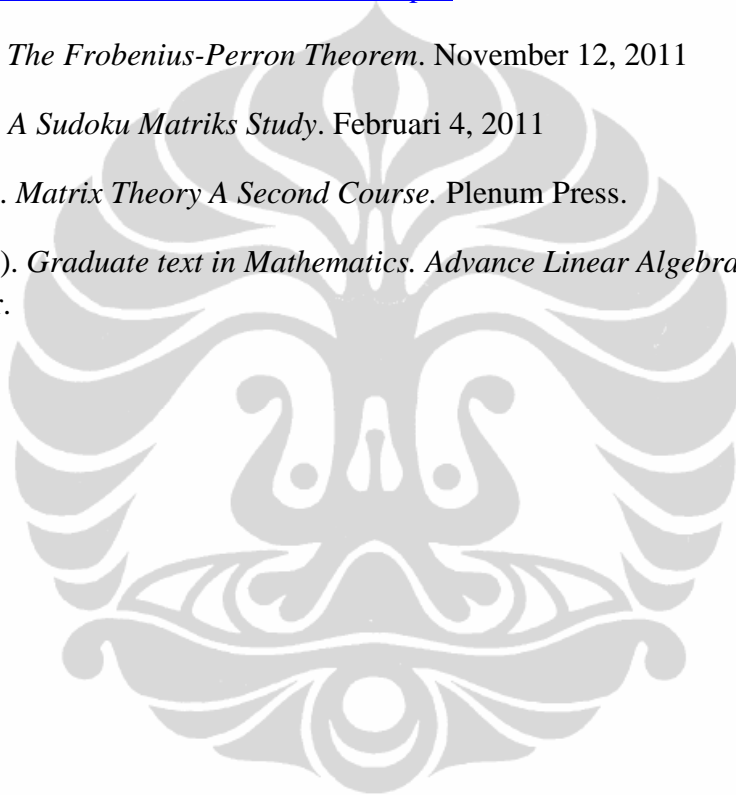 The Frobenius-Perron Theorem. November 12, 2011
A Sudoku Matriks Study. Februari 4, 2011
. Matrix Theory A Second Course. Plenum Press.
). Graduate text in Mathematics. Advance Linear Algebra
r.